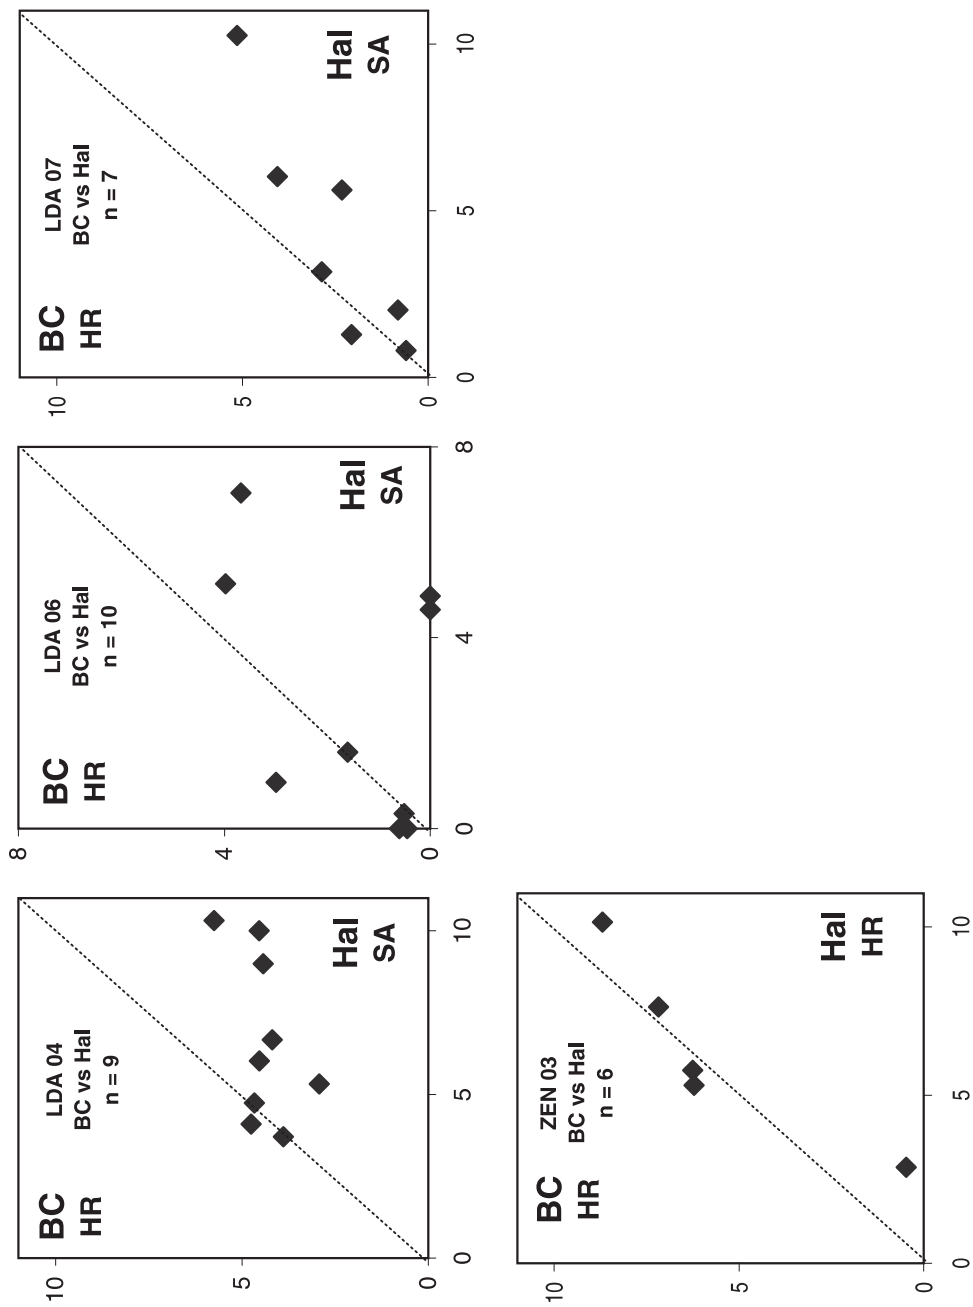 BC
HR
LDA 04
BC vs Hal
n = 9
Hal
SA
10
5
0
0
5
10
BC
HR
LDA 06
BC vs Hal
n = 10
Hal
SA
8
4
0
0
4
8
BC
HR
LDA 07
BC vs Hal
n = 7
Hal
SA
10
5
0
0
5
10
BC
HR
ZEN 03
BC vs Hal
n = 6
Hal
HR
10
5
0
0
5
10